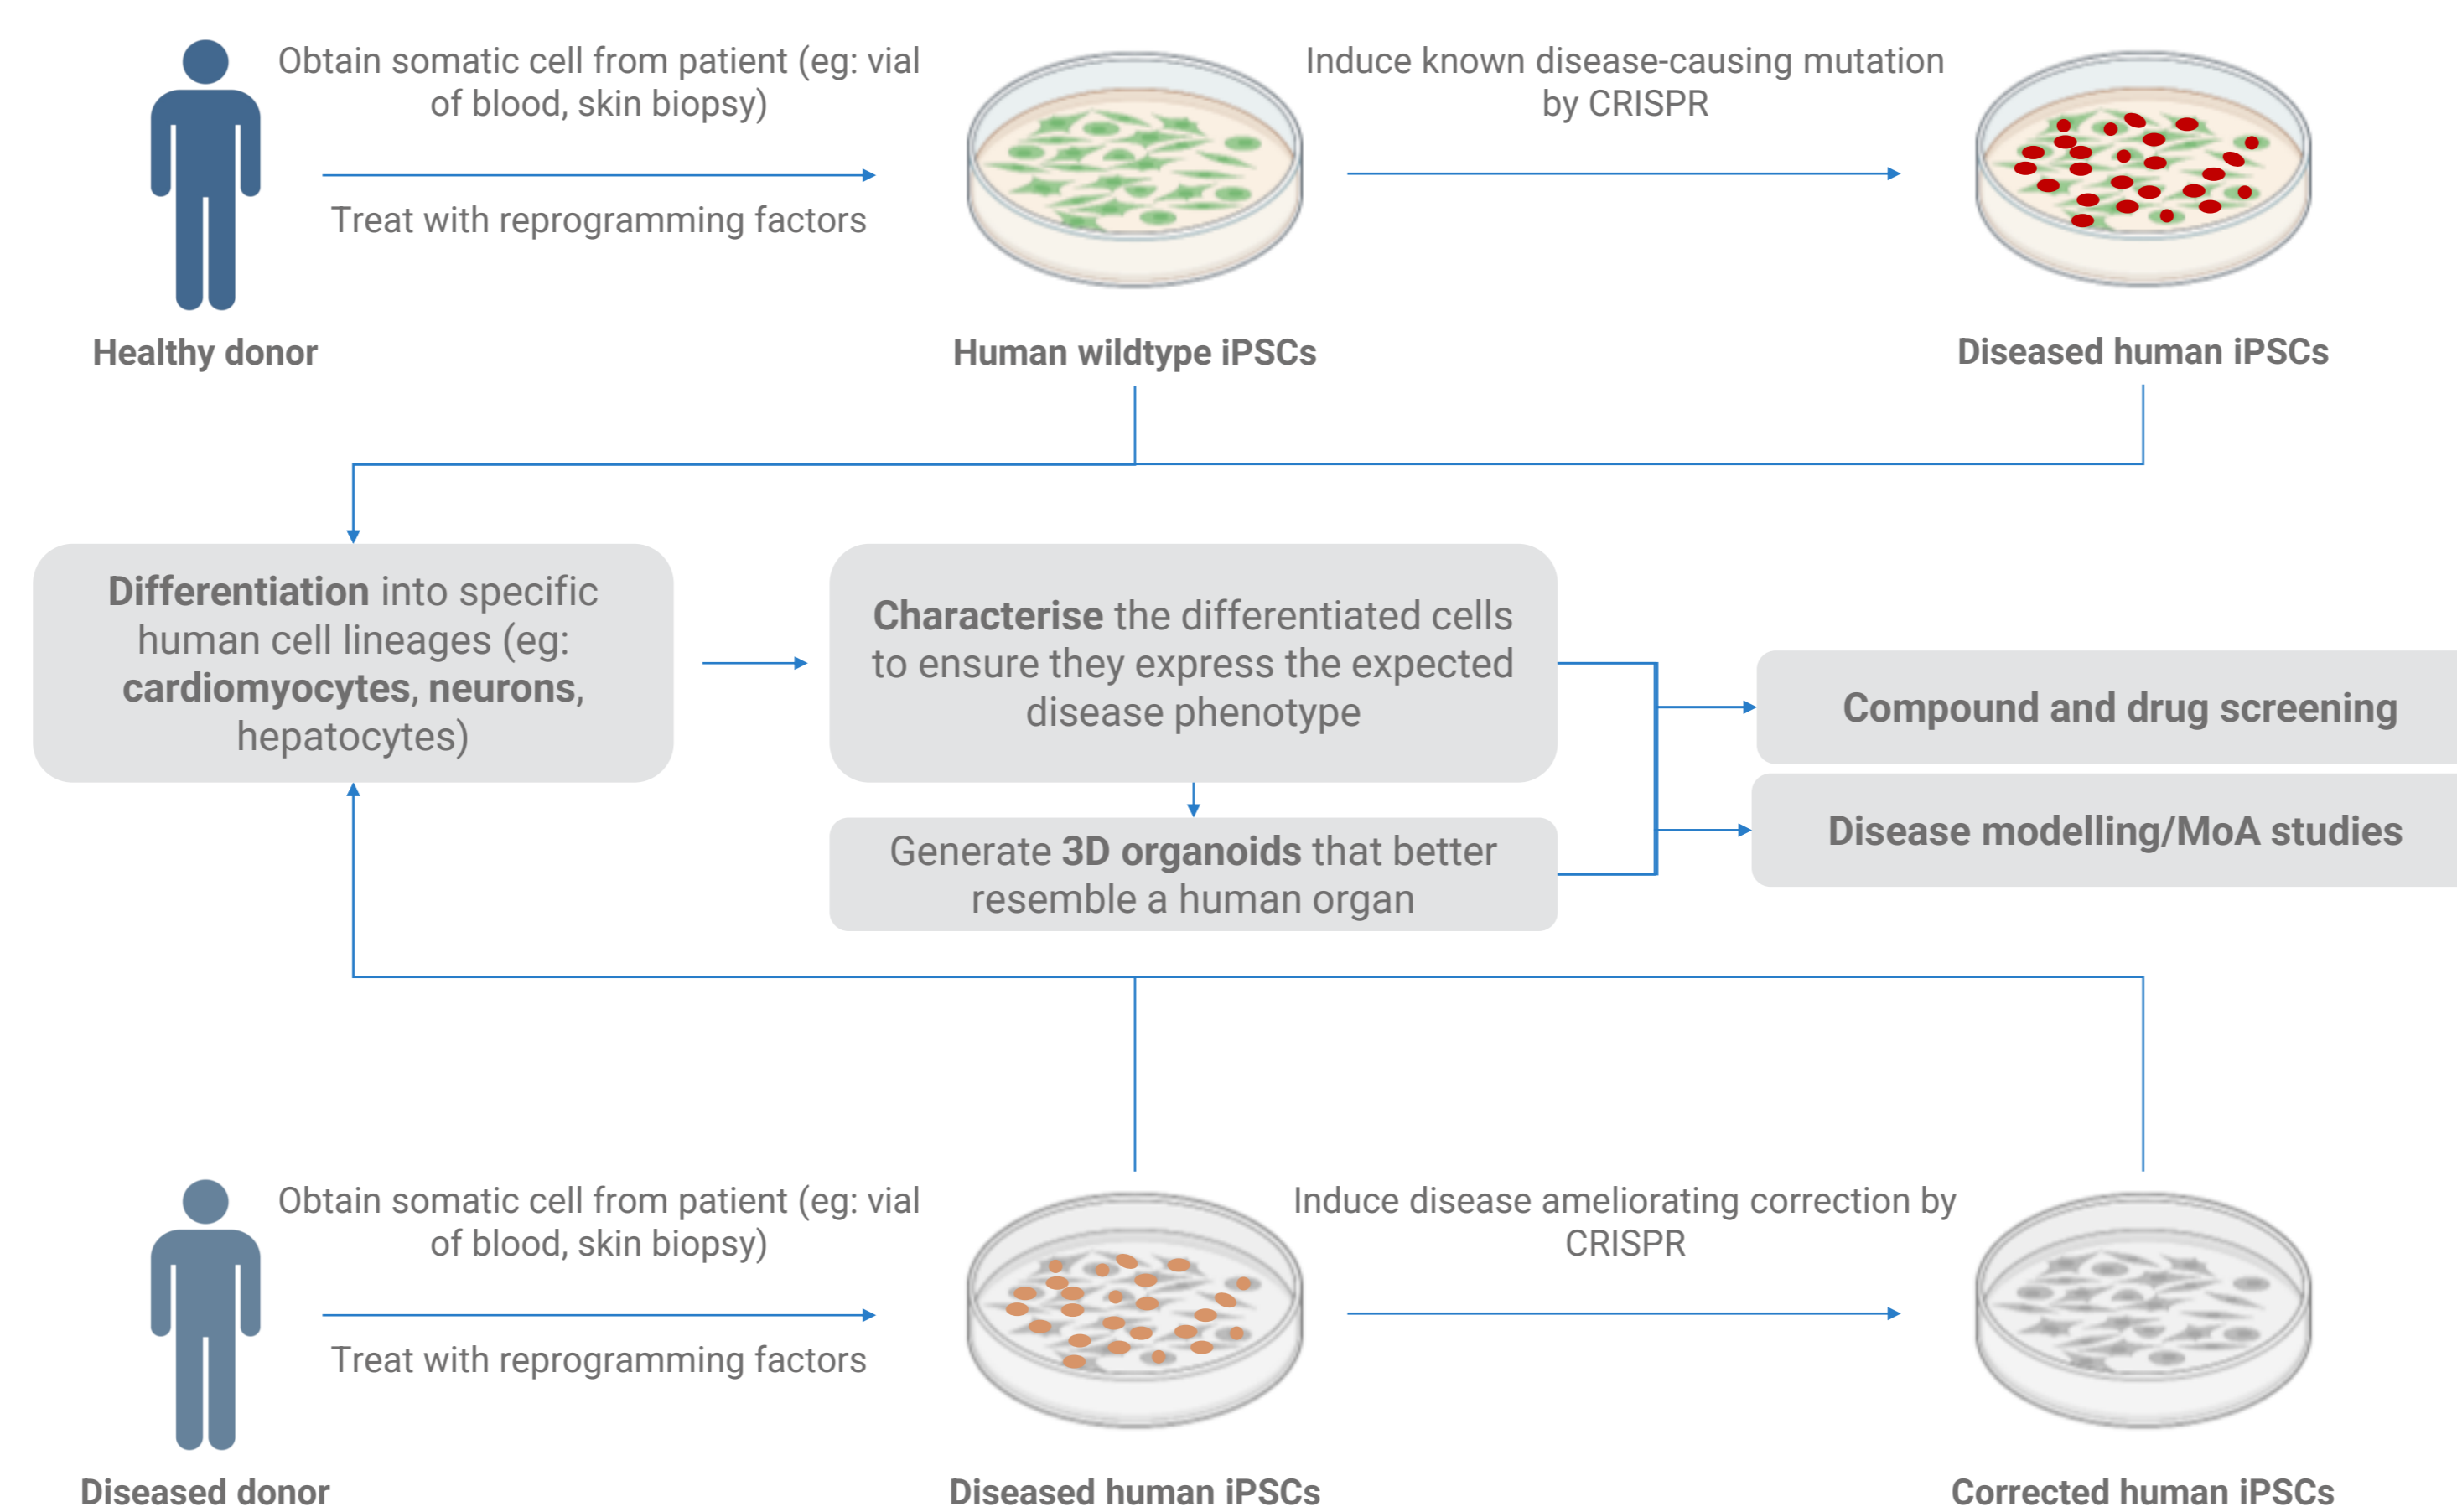 Obtain somatic cell from patient (eg: vial
of blood, skin biopsy)
Treat with reprogramming factors
Induce known disease-causing mutation
by CRISPR
Healthy donor
Human wildtype iPSCs
Diseased human iPSCs
Differentiation into specific
human cell lineages (eg:
cardiomyocytes, neurons,
hepatocytes)
Characterise the differentiated cells
to ensure they express the expected
disease phenotype
Generate 3D organoids that better
resemble a human organ
Compound and drug screening
Disease modelling/MoA studies
Obtain somatic cell from patient (eg: vial
of blood, skin biopsy)
Treat with reprogramming factors
Induce disease ameliorating correction by
CRISPR
Diseased donor
Diseased human iPSCs
Corrected human iPSCs